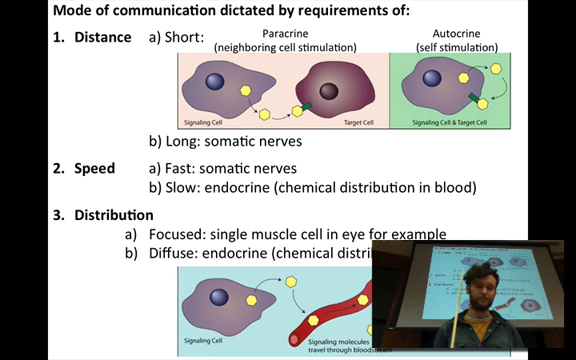 Mode of communication dictated by requirements of:
1. Distance a) Short:
Paracrine
(neighboring cell stimulation)
Autocrine
(self stimulation)
Signaling Cell
Target Cell
Signaling Cell & Target Cell
b) Long: somatic nerves
2. Speed a) Fast: somatic nerves
b) Slow: endocrine (chemical distribution in blood)
3. Distribution
a) Focused: single muscle cell in eye for example
b) Diffuse: endocrine (chemical distri
Signaling Cell
Signaling molecules
travel through bloodstream